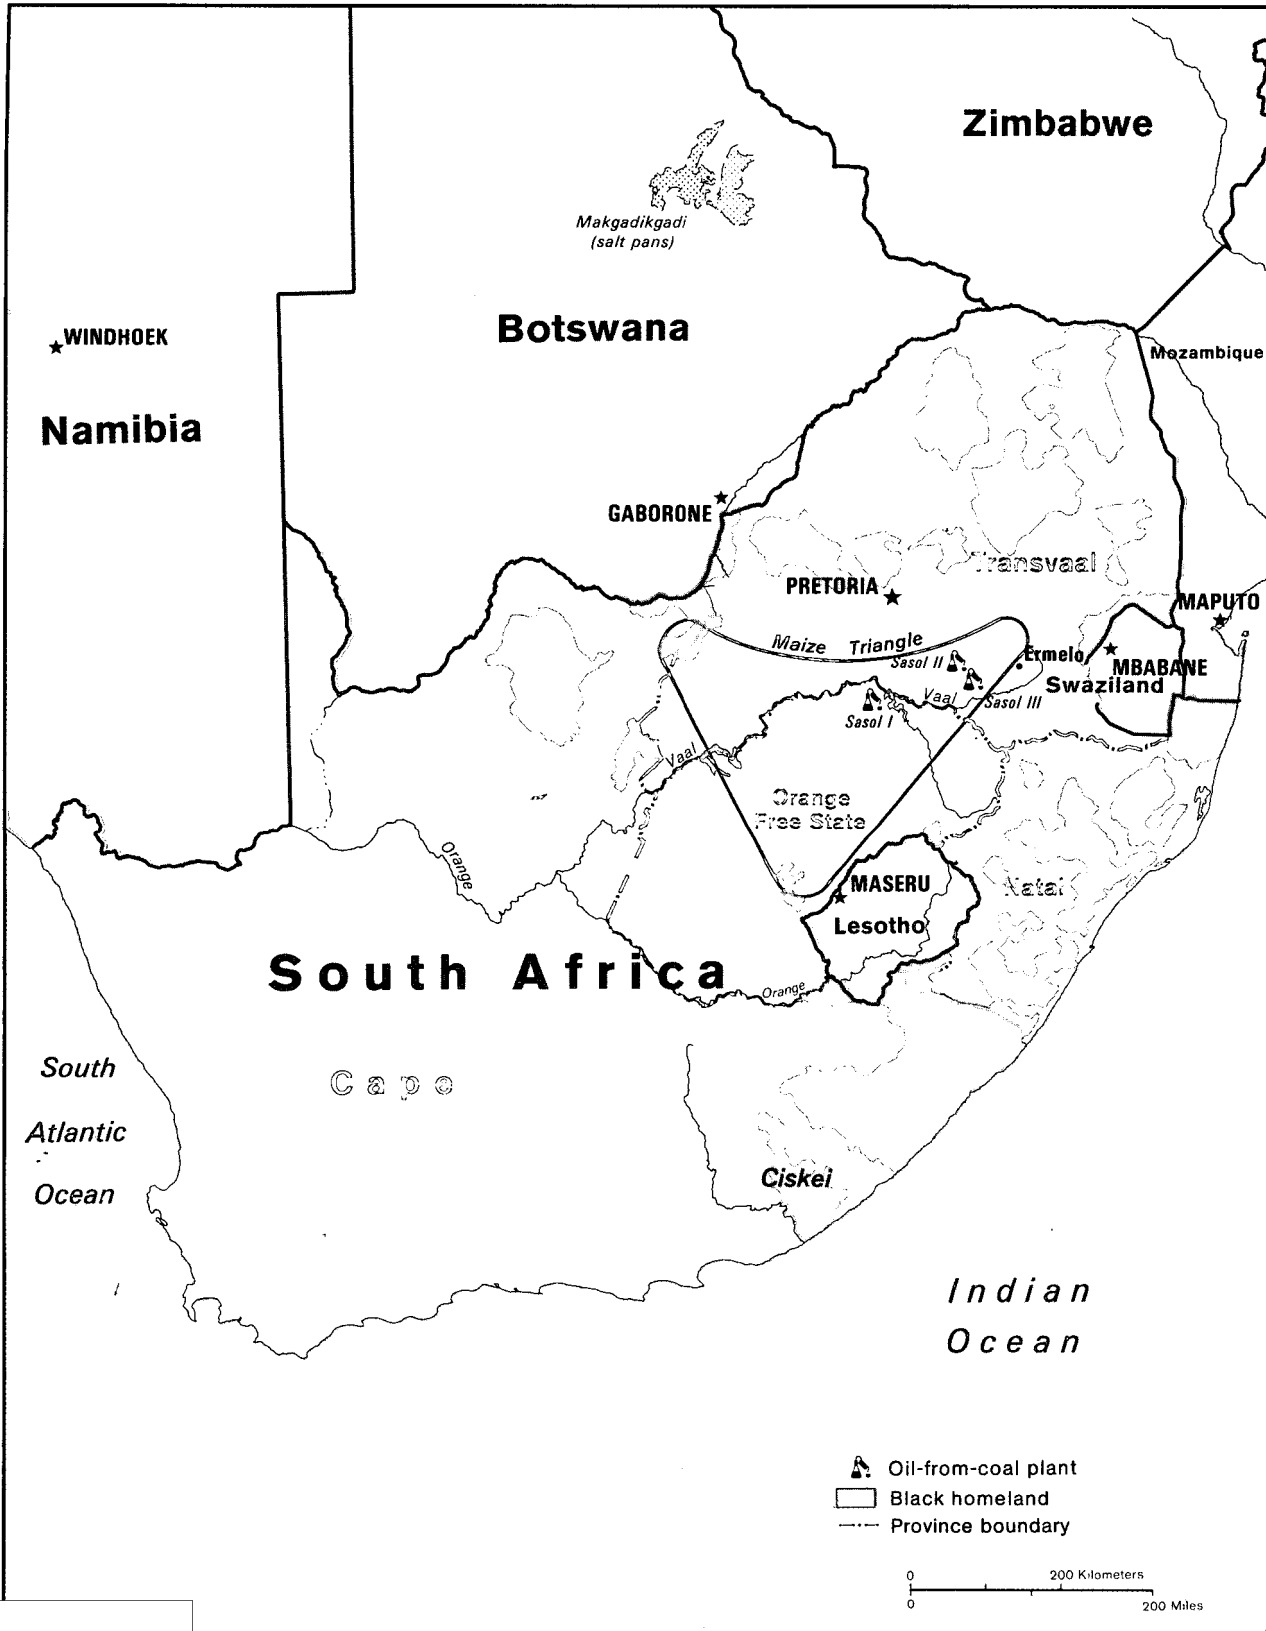 Zimbabwe
Makgadikgadi
(salt pans)
Botswana
WINDHOEK
Mozambique
Namibia
GABORONE
Transvaal
PRETORIA
MAPUTO
Maize Triangle
Ermelo
Sasol II
MBABANE
Swaziland
Vaal
Sasol III
Sasol I
Vaal
Orange
Free State
Orange
MASERU
Natal
Lesotho
South Africa
Orange
South
Atlantic
Ocean
Cape
Ciskei
Indian
Ocean
Oil-from-coal plant
Black homeland
Province boundary
0 200 Kilometers
0 200 Miles